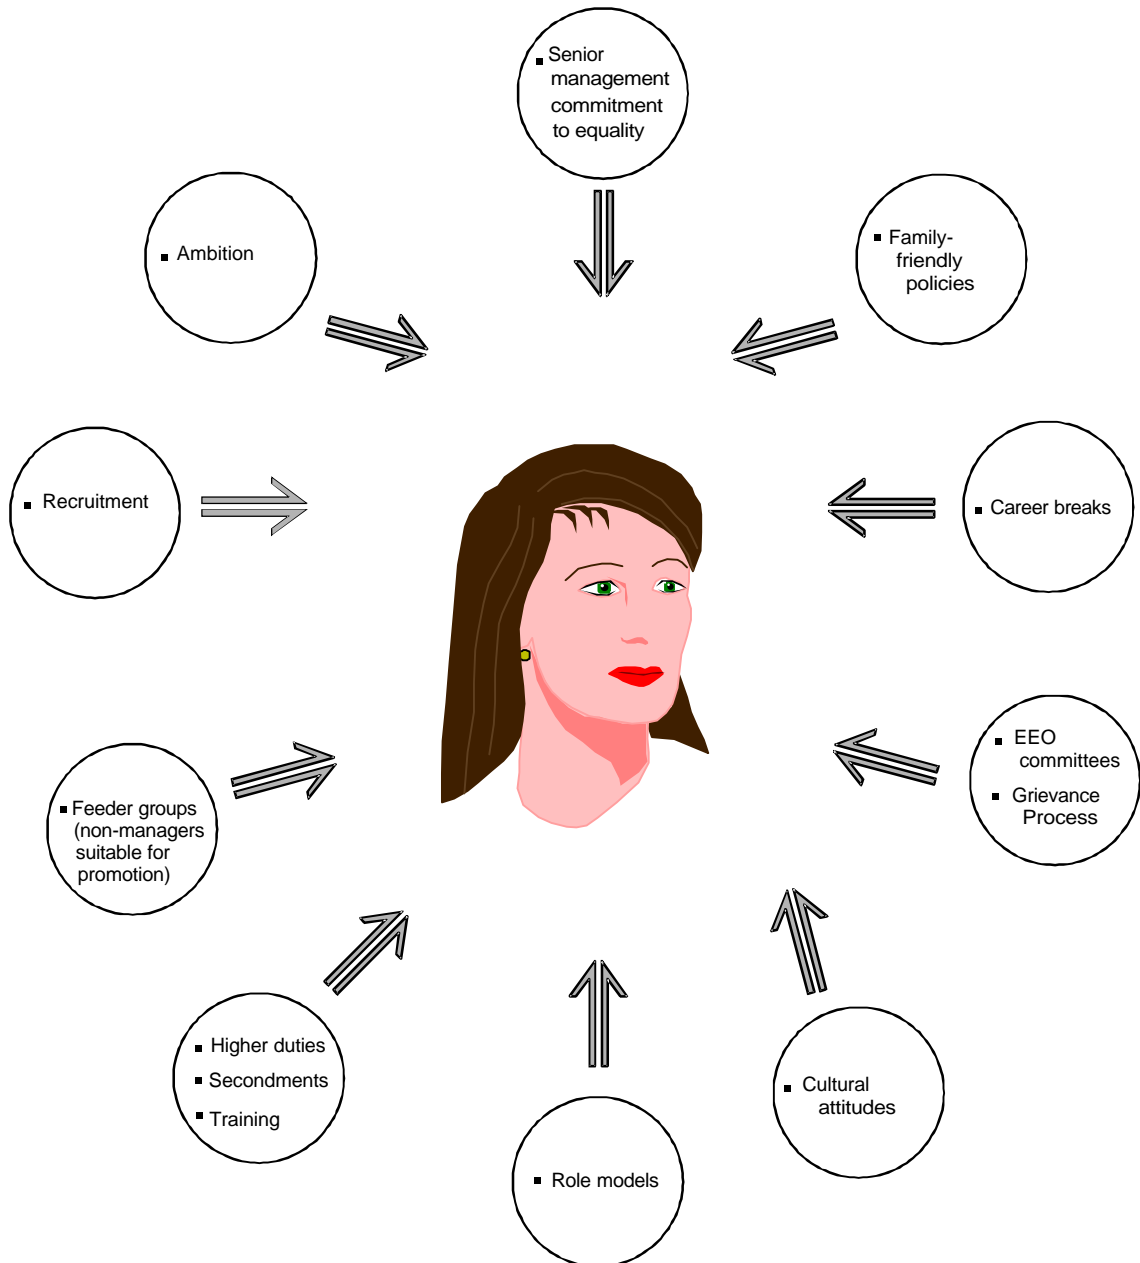 ▪ Senior
management
commitment
to equality
▪ Ambition
▪ Family-
friendly
policies
▪ Recruitment
▪ Career breaks
▪ EEO
committees
▪ Grievance
Process
▪ Feeder groups
(non-managers
suitable for
promotion)
▪ Higher duties
▪ Secondments
▪ Training
▪ Cultural
attitudes
▪ Role models